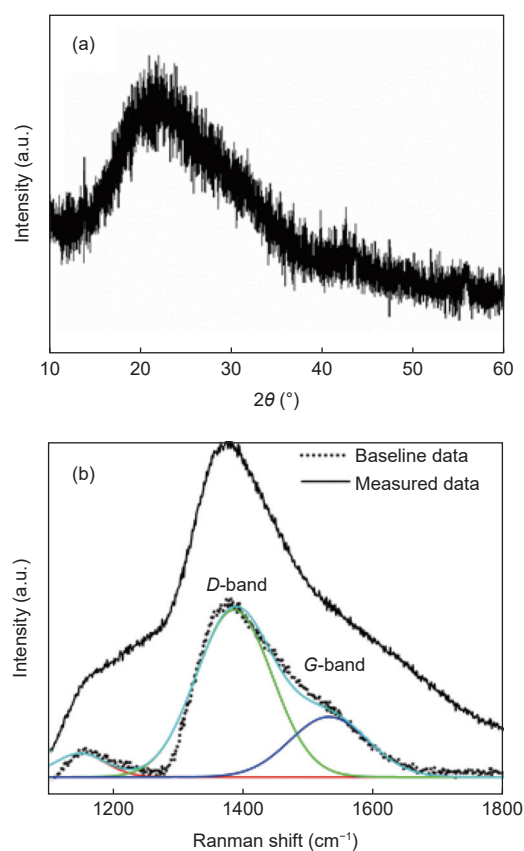 (a)
Intensity (a.u.)
10 20 30 40 50 60
2θ (°)
(b)
Baseline data
Measured data
D-band
G-band
Intensity (a.u.)
1200 1400 1600 1800
Ranman shift (cm⁻¹)